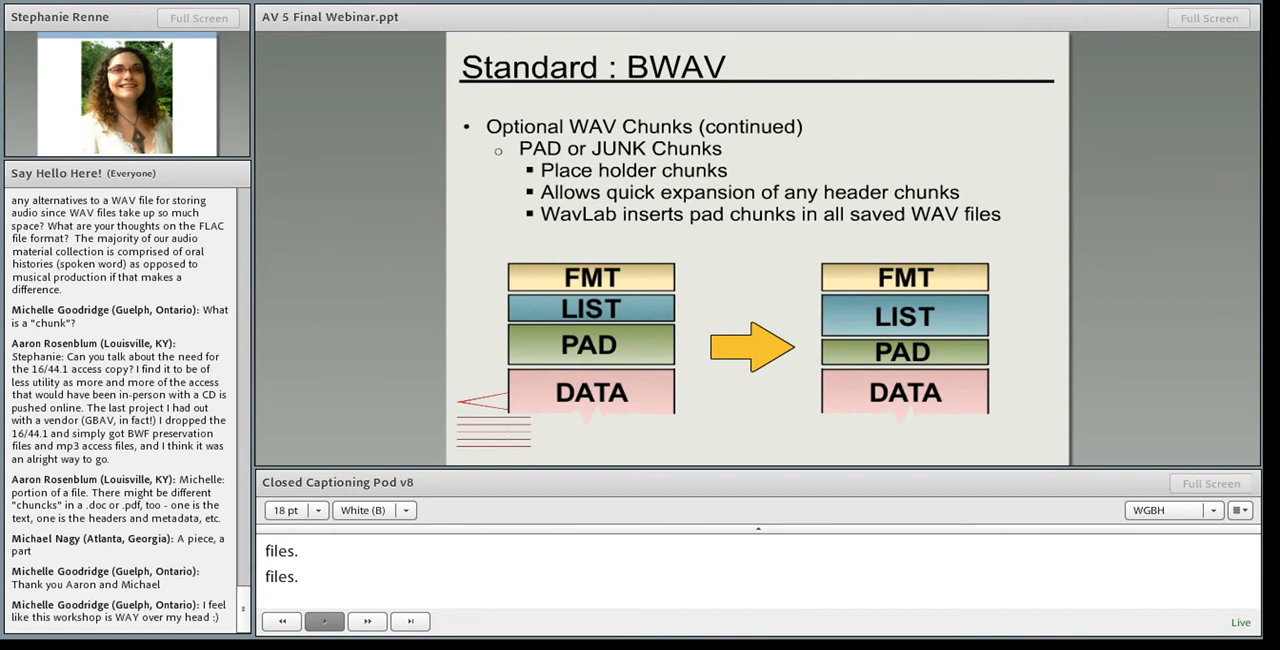 Stephanie Renne
Full Screen
Say Hello Here! (Everyone)
any alternatives to a WAV file for storing
audio since WAV files take up so much
space? What are your thoughts on the FLAC
file format?  The majority of our audio
material collection is comprised of oral
histories (spoken word) as opposed to
musical production if that makes a
difference.
Michelle Goodridge (Guelph, Ontario): What
is a "chunk"?
Aaron Rosenblum (Louisville, KY):
Stephanie: Can you talk about the need for
the 16/44.1 access copy? I find it to be of
less utility as more and more of the access
that would have been in-person with a CD is
pushed online. The last project I had out
with a vendor (GBAV, in fact!) I dropped the
16/44.1 and simply got BWF preservation
files and mp3 access files, and I think it was
an alright way to go.
Aaron Rosenblum (Louisville, KY): Michelle:
portion of a file. There might be different
"chuncks" in a .doc or .pdf, too - one is the
text, one is the headers and metadata, etc.
Michael Nagy (Atlanta, Georgia): A piece, a
part
Michelle Goodridge (Guelph, Ontario):
Thank you Aaron and Michael
Michelle Goodridge (Guelph, Ontario): I feel
like this workshop is WAY over my head :)
AV 5 Final Webinar.ppt
Full Screen
Standard : BWAV
• Optional WAV Chunks (continued)
○ PAD or JUNK Chunks
▪ Place holder chunks
▪ Allows quick expansion of any header chunks
▪ WavLab inserts pad chunks in all saved WAV files
FMT
LIST
PAD
DATA
FMT
LIST
PAD
DATA
Closed Captioning Pod v8
Full Screen
18 pt
White (B)
WGBH
files.
files.
Live